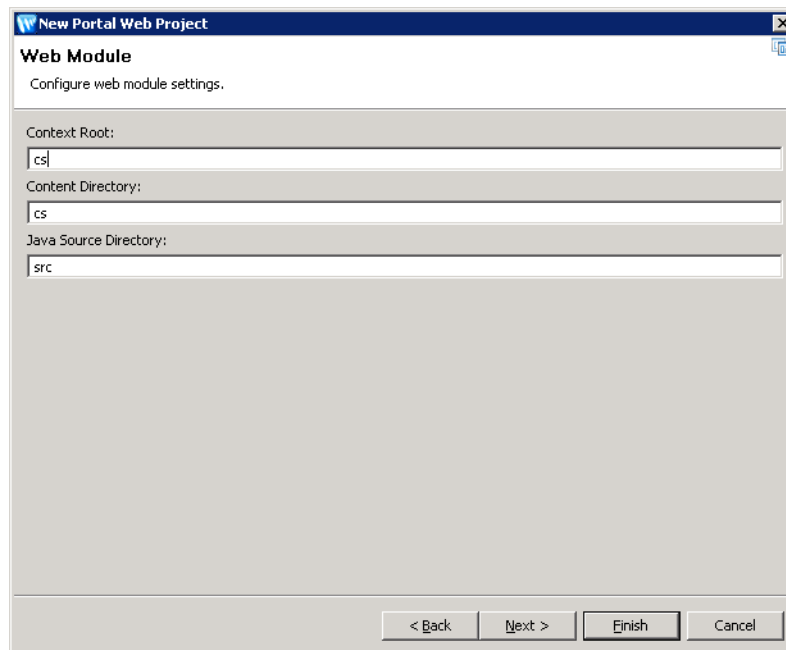 New Portal Web Project
Web Module
Configure web module settings.
Context Root:
cs
Content Directory:
cs
Java Source Directory:
src
< Back
Next >
Finish
Cancel